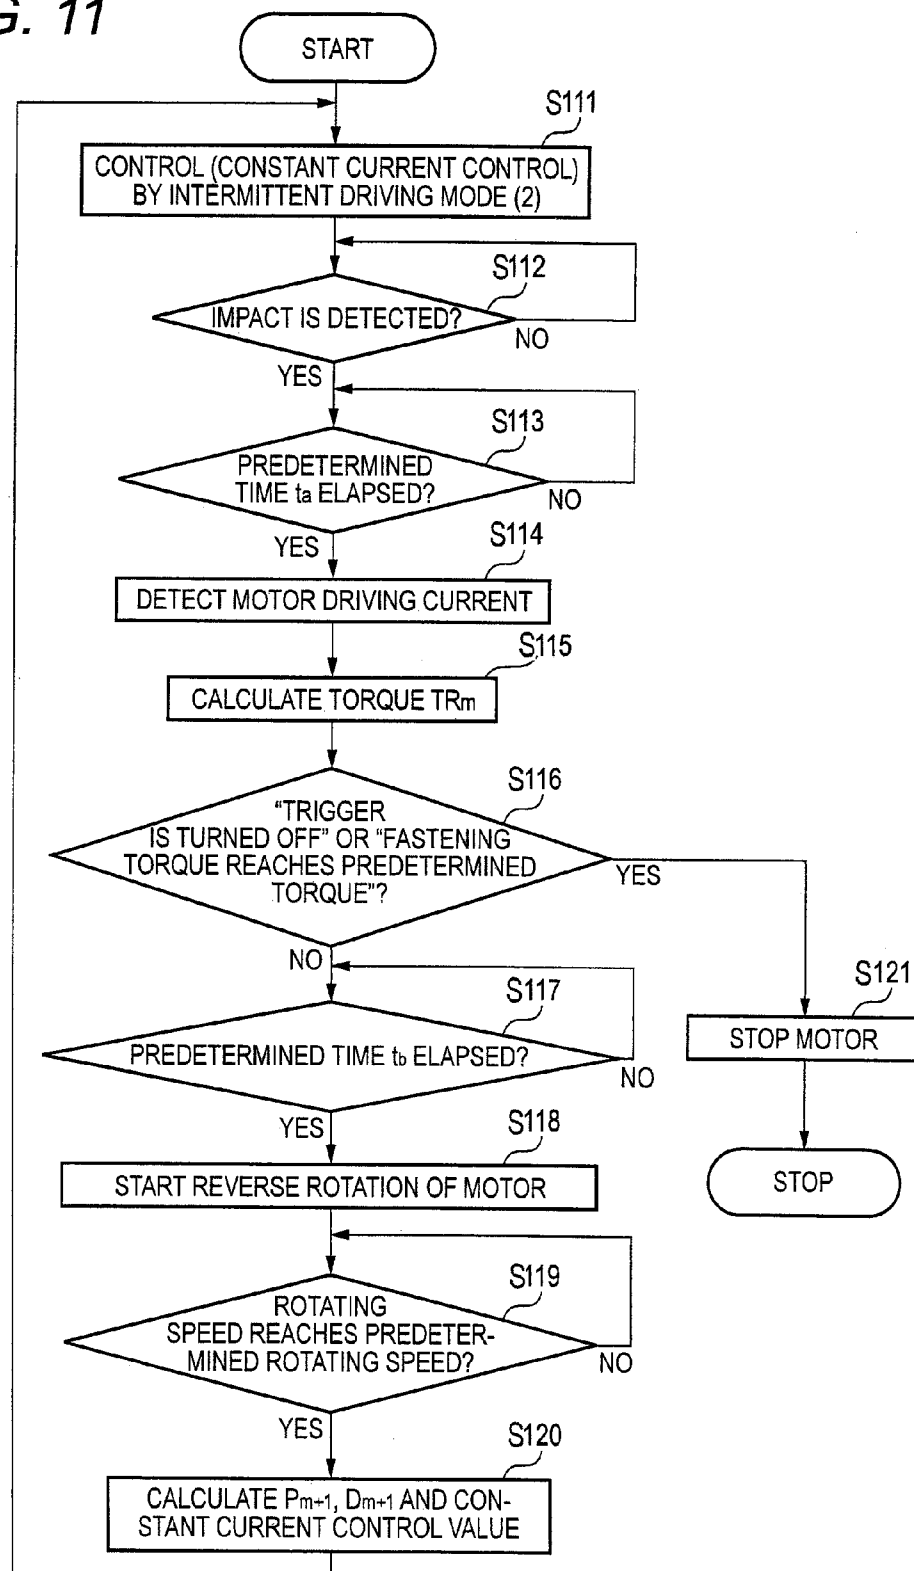 G. 11
START
S111
CONTROL (CONSTANT CURRENT CONTROL)
BY INTERMITTENT DRIVING MODE (2)
S112
IMPACT IS DETECTED?
NO
YES
S113
PREDETERMINED
TIME ta ELAPSED?
NO
YES
S114
DETECT MOTOR DRIVING CURRENT
S115
CALCULATE TORQUE TRm
S116
“TRIGGER
IS TURNED OFF” OR “FASTENING
TORQUE REACHES PREDETERMINED
TORQUE”?
YES
NO
S117
PREDETERMINED TIME tb ELAPSED?
NO
YES
S121
STOP MOTOR
STOP
S118
START REVERSE ROTATION OF MOTOR
S119
ROTATING
SPEED REACHES PREDETER-
MINED ROTATING SPEED?
NO
YES
S120
CALCULATE Pm+1, Dm+1 AND CON-
STANT CURRENT CONTROL VALUE